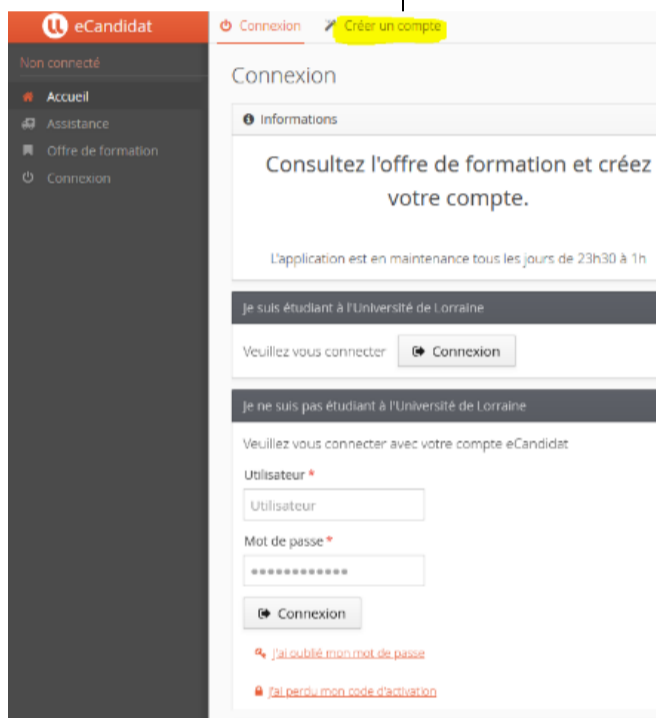 eCandidat
Connexion
Créer un compte
Non connecté
Accueil
Assistance
Offre de formation
Connexion
Connexion
Informations
Consultez l'offre de formation et créez
votre compte.
L'application est en maintenance tous les jours de 23h30 à 1h
Je suis étudiant à l'Université de Lorraine
Veuillez vous connecter
Connexion
Je ne suis pas étudiant à l'Université de Lorraine
Veuillez vous connecter avec votre compte eCandidat
Utilisateur *
Utilisateur
Mot de passe *
Connexion
J'ai oublié mon mot de passe
J'ai perdu mon code d'activation